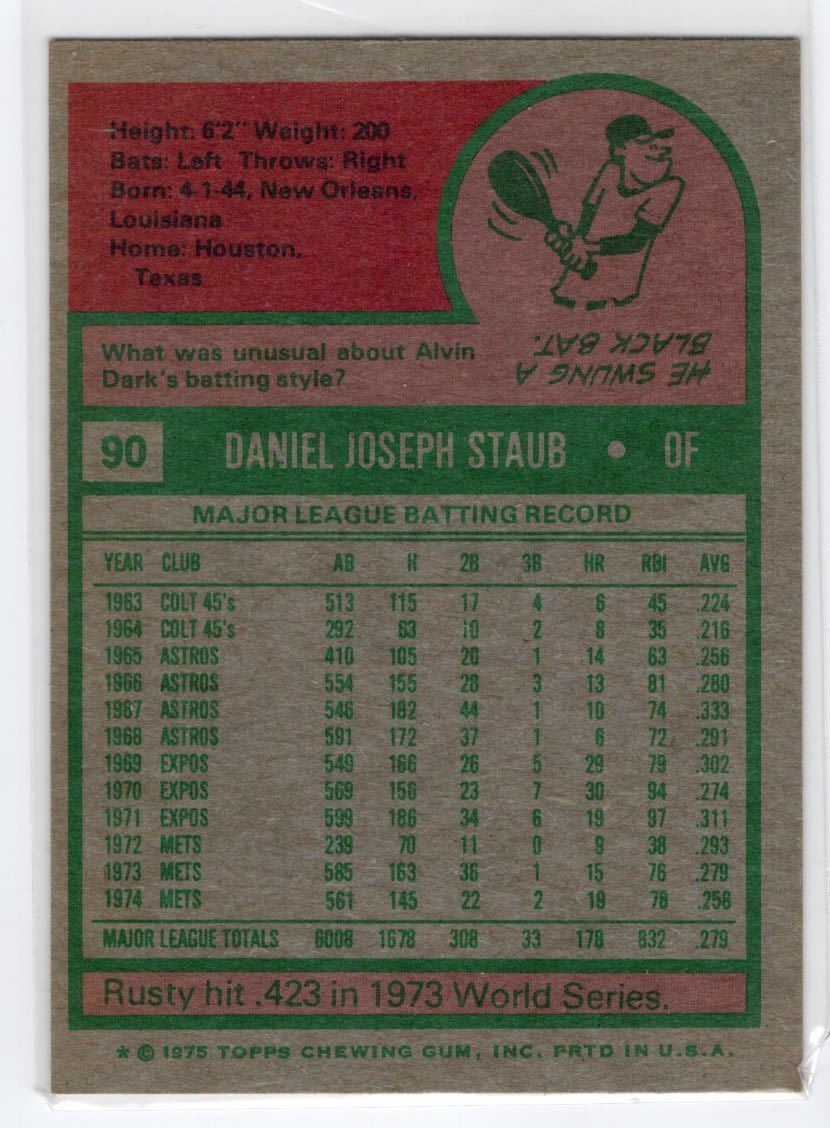 Height: 6'2" Weight: 200
Bats: Left Throws: Right
Born: 4-1-44, New Orleans,
Louisiana
Home: Houston,
Texas
What was unusual about Alvin
Dark's batting style?
HE SWUNG A
BLACK BAT.
90 DANIEL JOSEPH STAUB • OF
MAJOR LEAGUE BATTING RECORD
YEAR CLUB AB H 2B 3B HR RBI AVG
1963 COLT 45's 513 115 17 4 6 45 .224
1964 COLT 45's 292 63 10 2 8 35 .216
1965 ASTROS 410 105 20 1 14 63 .256
1966 ASTROS 554 155 28 3 13 81 .280
1967 ASTROS 546 182 44 1 10 74 .333
1968 ASTROS 591 172 37 1 6 72 .291
1969 EXPOS 549 166 26 5 29 79 .302
1970 EXPOS 569 156 23 7 30 94 .274
1971 EXPOS 599 186 34 6 19 97 .311
1972 METS 239 70 11 0 9 38 .293
1973 METS 585 163 36 1 15 76 .279
1974 METS 561 145 22 2 19 78 .258
MAJOR LEAGUE TOTALS 6008 1678 308 33 178 832 .279
Rusty hit .423 in 1973 World Series.
* © 1975 TOPPS CHEWING GUM, INC. PRTD IN U.S.A.